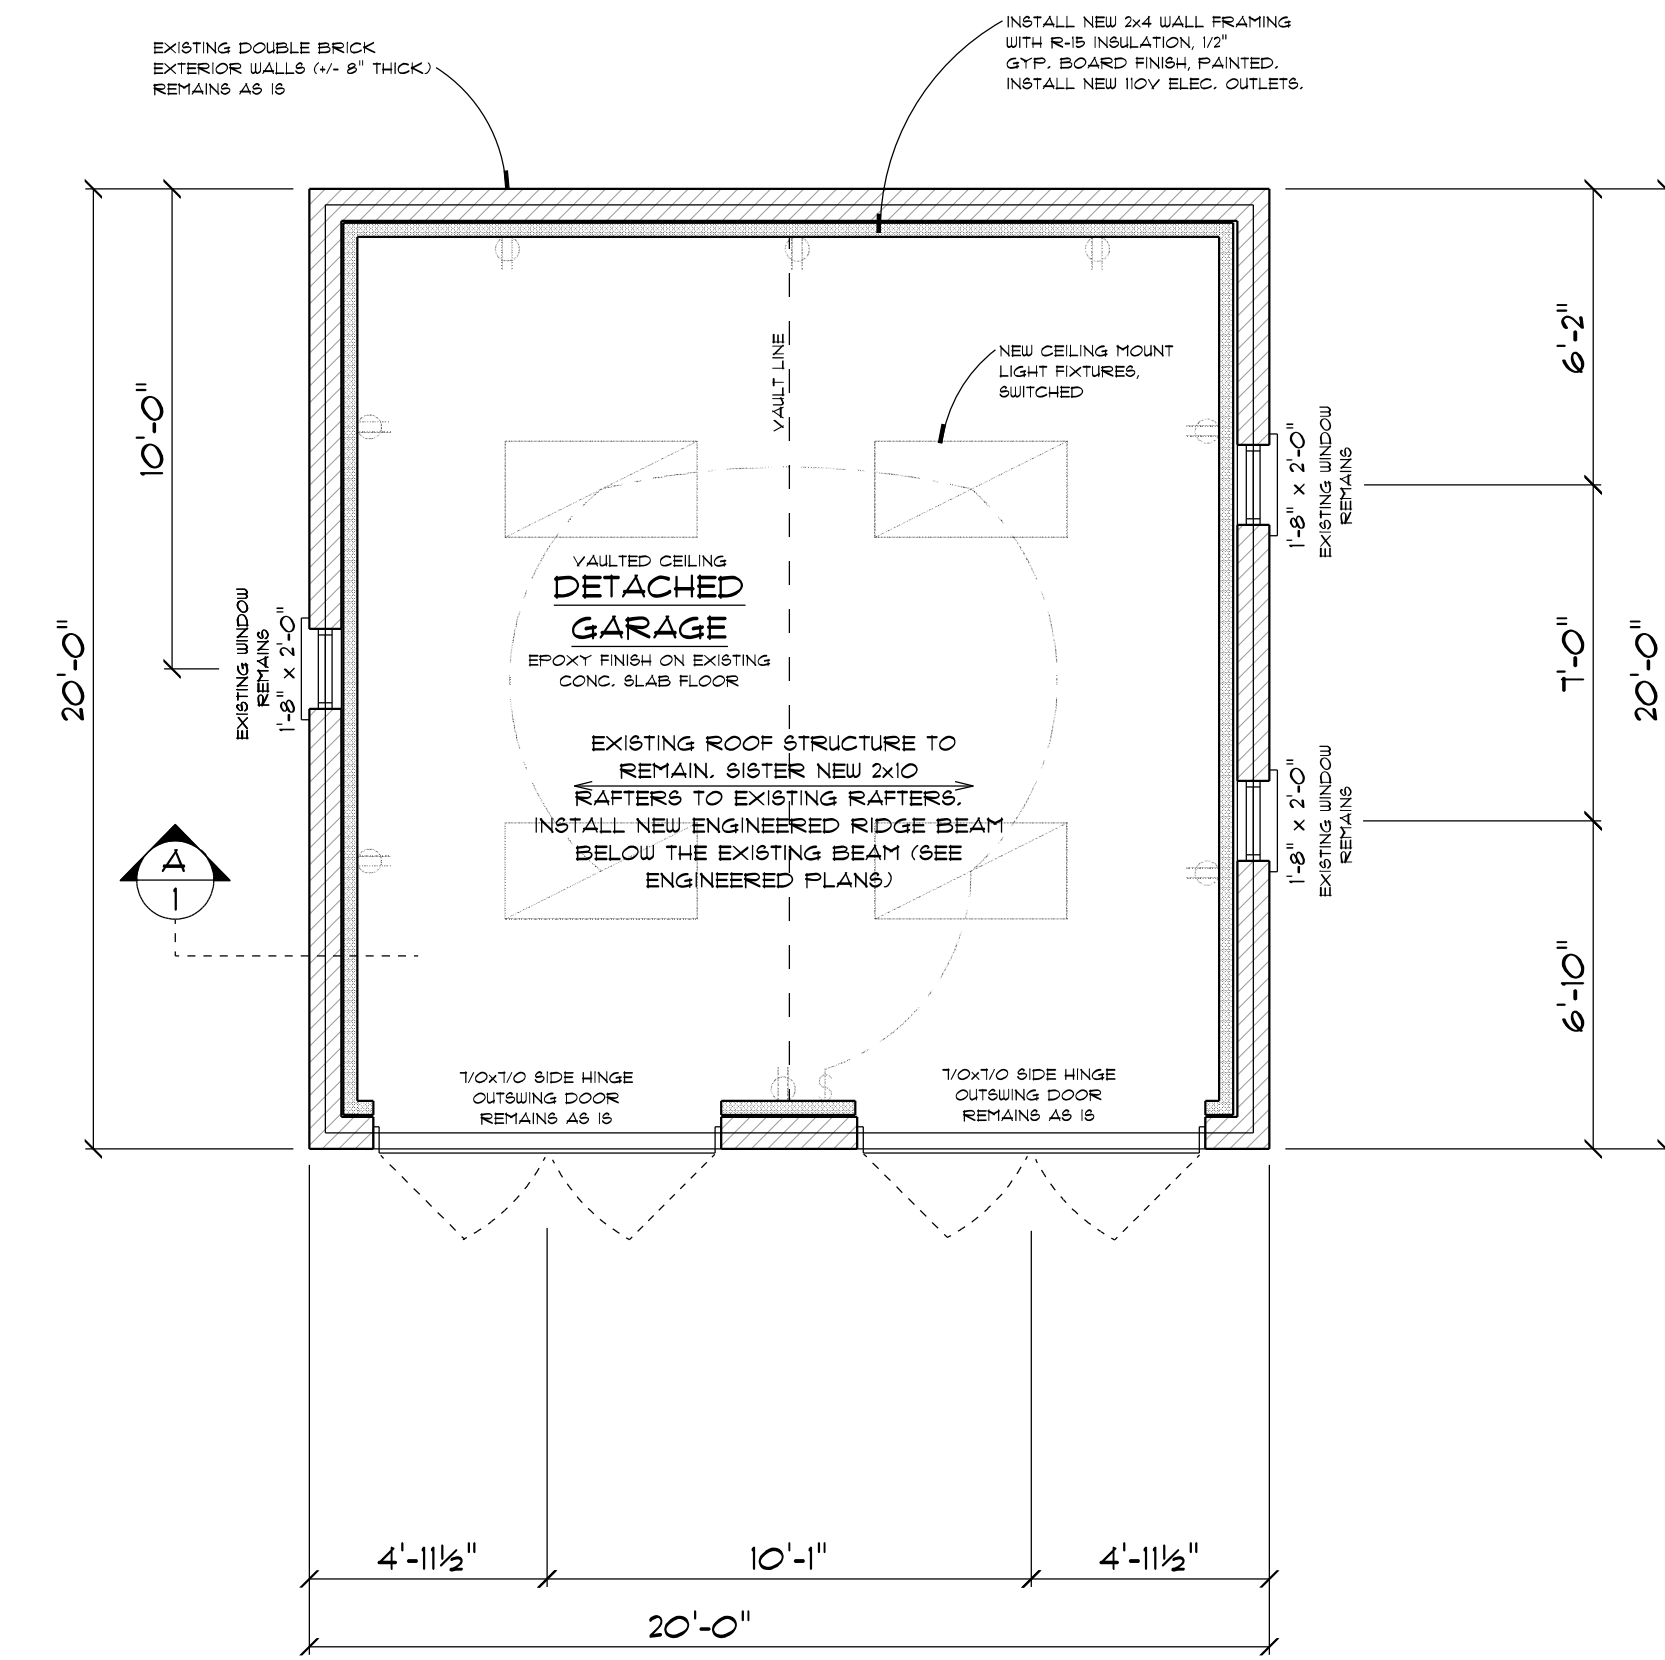 EXISTING DOUBLE BRICK
EXTERIOR WALLS (+/- 8" THICK)
REMAINS AS IS
INSTALL NEW 2x4 WALL FRAMING
WITH R-15 INSULATION, 1/2"
GYP. BOARD FINISH, PAINTED.
INSTALL NEW 110V ELEC. OUTLETS.
VAULT LINE
NEW CEILING MOUNT
LIGHT FIXTURES,
SWITCHED
10'-0"
20'-0"
EXISTING WINDOW
REMAINS
1'-8" x 2'-0"
VAULTED CEILING
DETACHED
GARAGE
EPOXY FINISH ON EXISTING
CONC. SLAB FLOOR
EXISTING ROOF STRUCTURE TO
REMAIN. SISTER NEW 2x10
RAFTERS TO EXISTING RAFTERS.
INSTALL NEW ENGINEERED RIDGE BEAM
BELOW THE EXISTING BEAM (SEE
ENGINEERED PLANS)
1'-8" x 2'-0"
EXISTING WINDOW
REMAINS
1'-8" x 2'-0"
EXISTING WINDOW
REMAINS
6'-2"
7'-0"
6'-10"
20'-0"
A
1
7/0x7/0 SIDE HINGE
OUTSWING DOOR
REMAINS AS IS
$
7/0x7/0 SIDE HINGE
OUTSWING DOOR
REMAINS AS IS
4'-11½"
10'-1"
4'-11½"
20'-0"